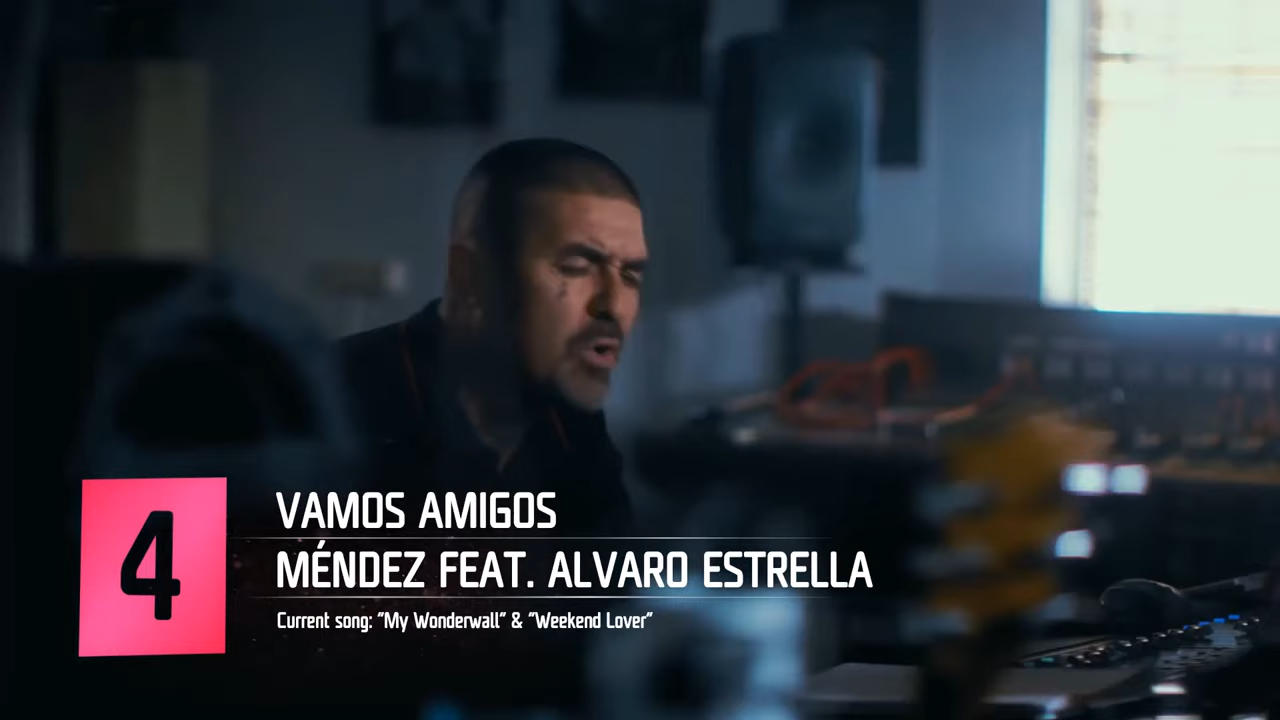 4
VAMOS AMIGOS
MÉNDEZ FEAT. ALVARO ESTRELLA
Current song: "My Wonderwall" & "Weekend Lover"